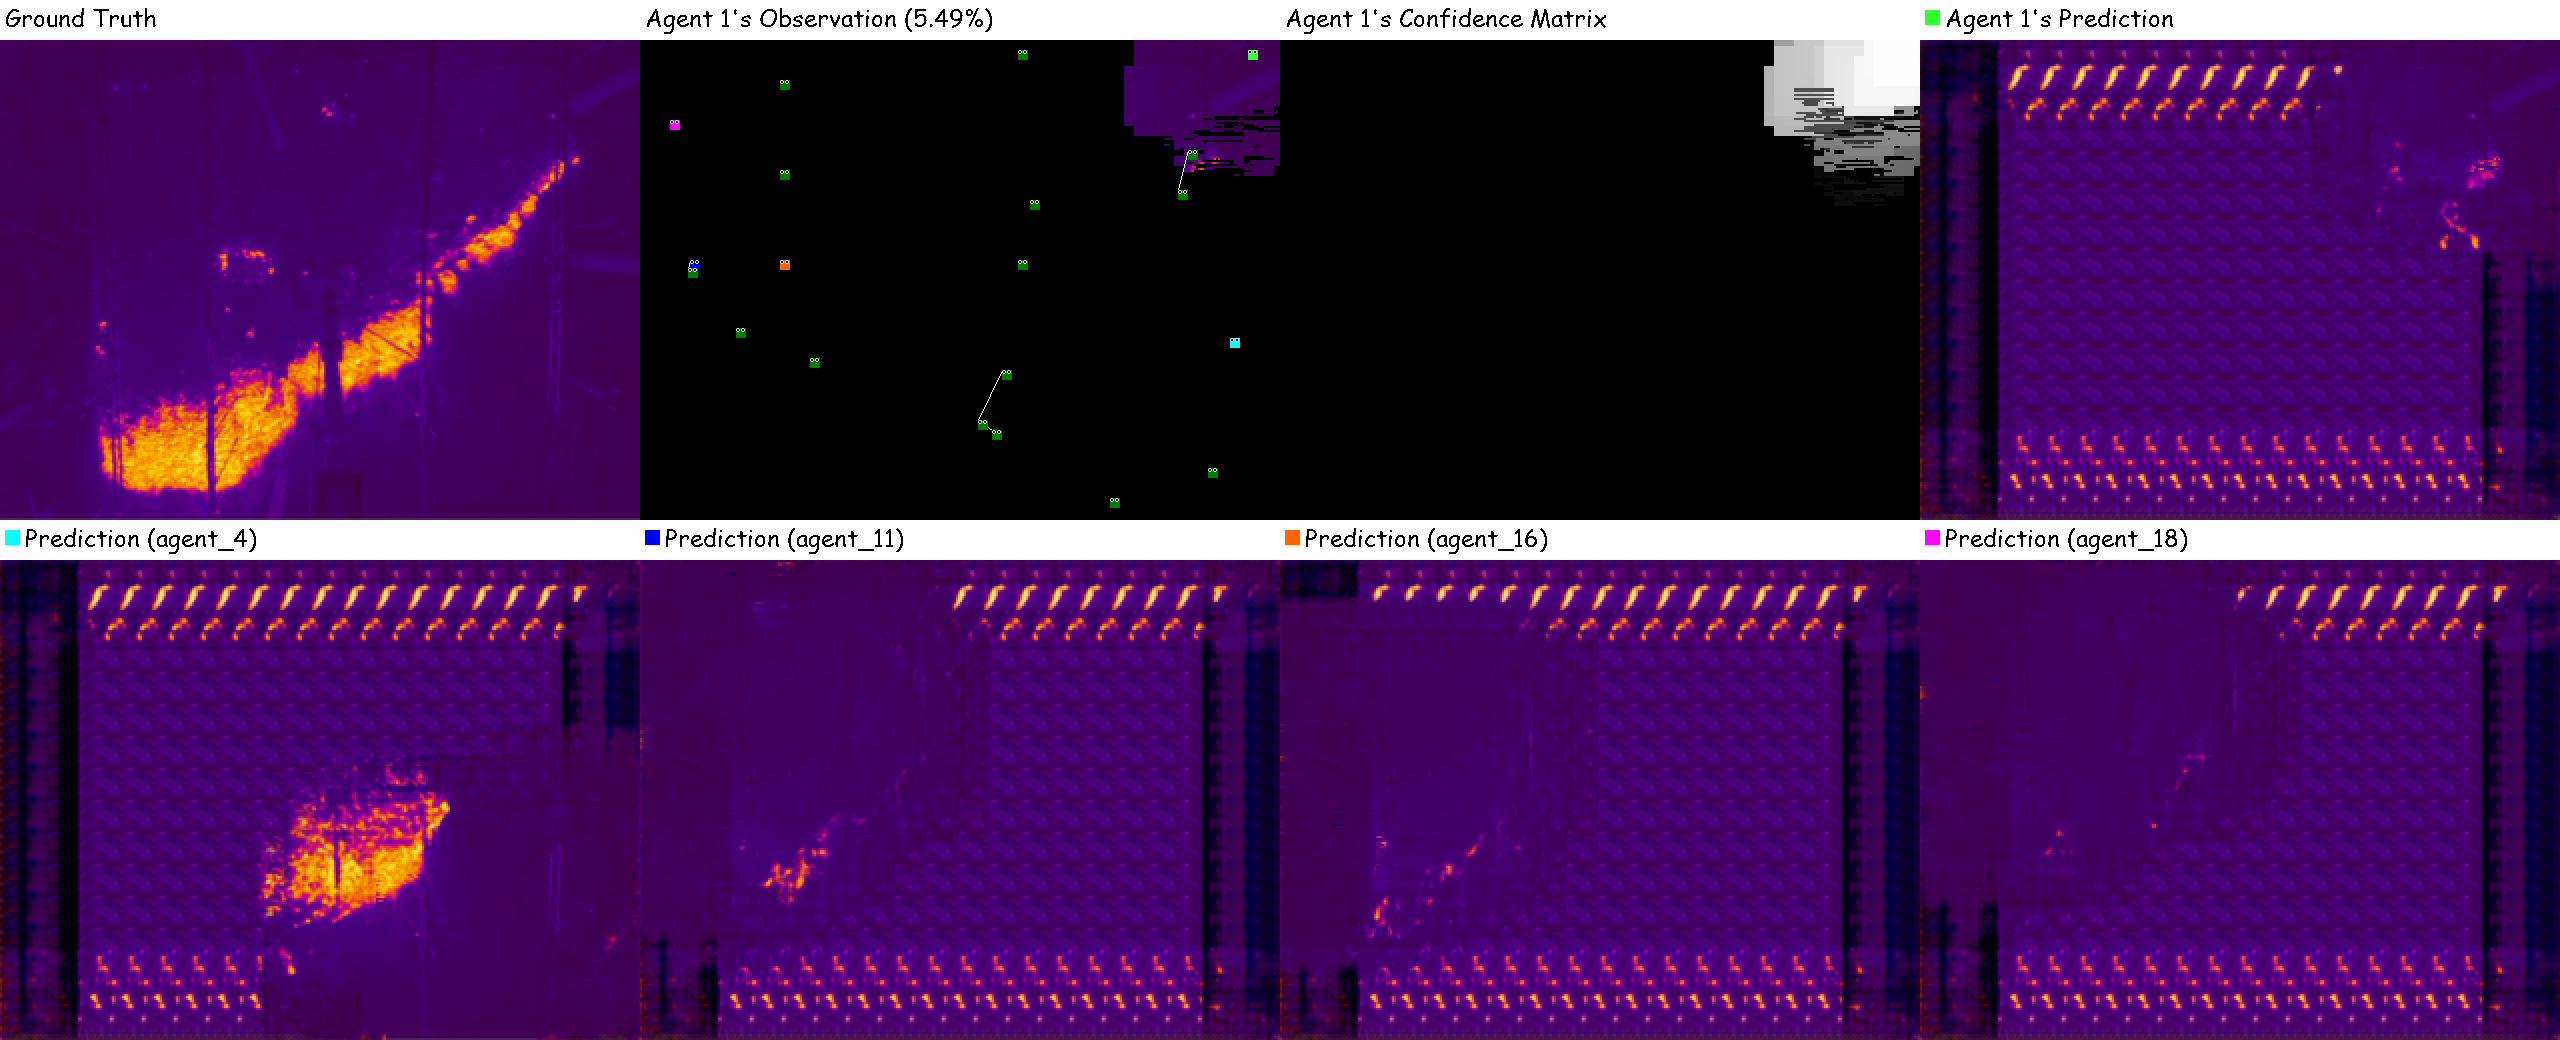 Ground Truth
Agent 1's Observation (5.49%)
Agent 1's Confidence Matrix
Agent 1's Prediction
Prediction (agent_4)
Prediction (agent_11)
Prediction (agent_16)
Prediction (agent_18)